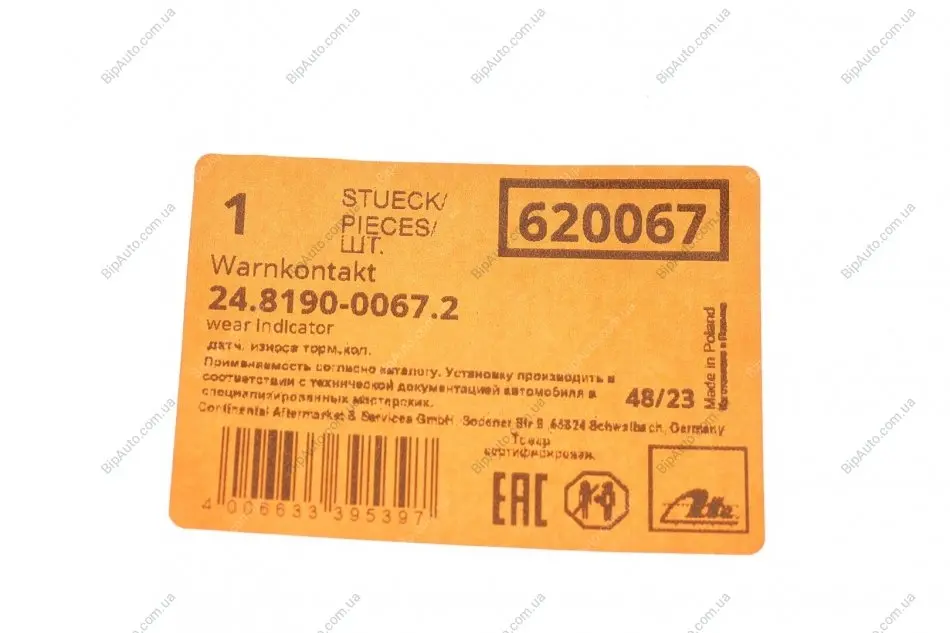 1
STUECK/
PIECES/
ШТ.
620067
Warnkontakt
24.8190-0067.2
wear indicator
датч. износа торм.кол.
Применяемость согласно каталогу. Установку производить в
соответствии с технической документацией автомобиля в
специализированных мастерских.
48/23
Made in Poland
Continental Aftermarket & Services GmbH, Sodener Str 9, 65824 Schwalbach, Germany
Товар
сертифицирован.
4 006633 395397
EAC
Ate
BipAuto.com.ua